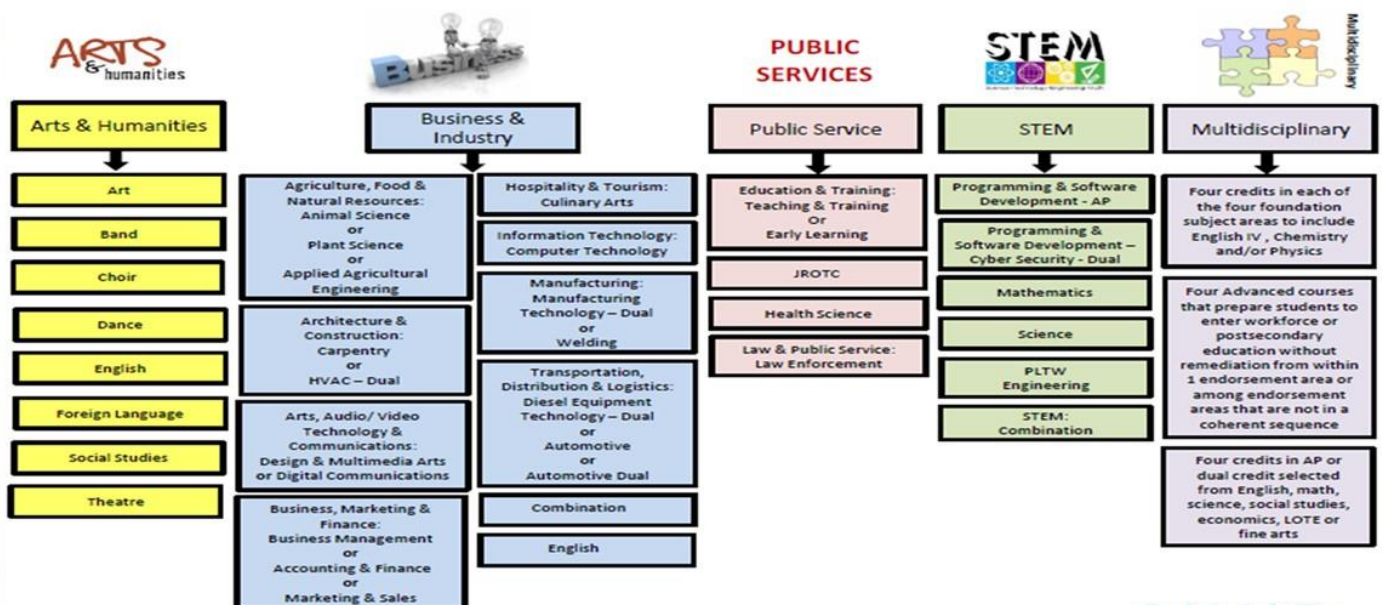 ARTS
& humanities
BUSINESS
PUBLIC
SERVICES
STEM
Multidisciplinary
Arts & Humanities
Art
Band
Choir
Dance
English
Foreign Language
Social Studies
Theatre
Business &
Industry
Agriculture, Food &
Natural Resources:
Animal Science
or
Plant Science
or
Applied Agricultural
Engineering
Architecture &
Construction:
Carpentry
or
HVAC – Dual
Arts, Audio/ Video
Technology &
Communications:
Design & Multimedia Arts
or Digital Communications
Business, Marketing &
Finance:
Business Management
or
Accounting & Finance
or
Marketing & Sales
Hospitality & Tourism:
Culinary Arts
Information Technology:
Computer Technology
Manufacturing:
Manufacturing
Technology – Dual
or
Welding
Transportation,
Distribution & Logistics:
Diesel Equipment
Technology – Dual
or
Automotive
or
Automotive Dual
Combination
English
Public Service
Education & Training:
Teaching & Training
Or
Early Learning
JROTC
Health Science
Law & Public Service:
Law Enforcement
STEM
Programming & Software
Development - AP
Programming &
Software Development –
Cyber Security - Dual
Mathematics
Science
PLTW
Engineering
STEM:
Combination
Multidisciplinary
Four credits in each of
the four foundation
subject areas to include
English IV , Chemistry
and/or Physics
Four Advanced courses
that prepare students to
enter workforce or
postsecondary
education without
remediation from within
1 endorsement area or
among endorsement
areas that are not in a
coherent sequence
Four credits in AP or
dual credit selected
from English, math,
science, social studies,
economics, LOTE or
fine arts